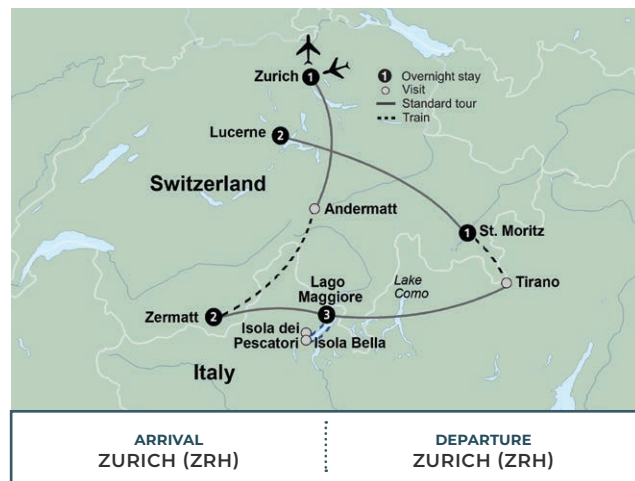 Zurich
1
1 Overnight stay
Visit
Standard tour
Train
Lucerne
2
Switzerland
Andermatt
1 St. Moritz
Lago
Maggiore
Lake
Como
Tirano
Zermatt 2
3
Isola dei
Pescatori
Isola Bella
Italy
ARRIVAL
ZURICH (ZRH)
DEPARTURE
ZURICH (ZRH)